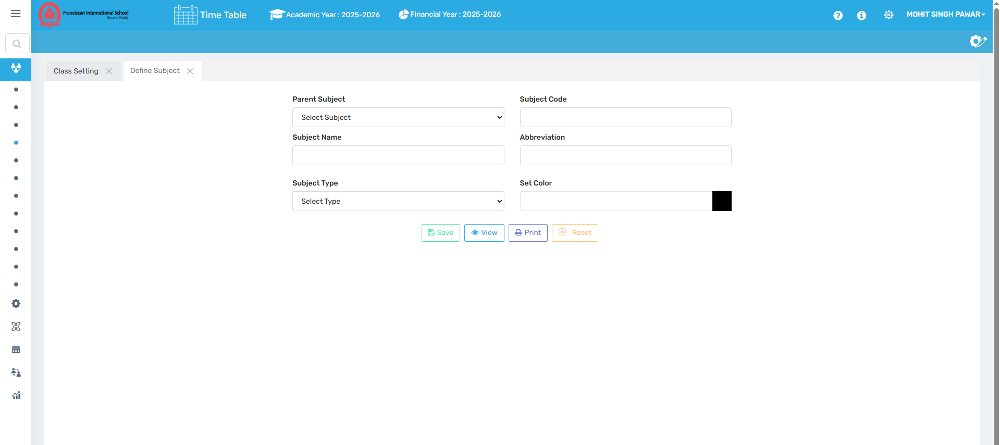 Franciscan International School
Greater Noida
Time Table
Academic Year : 2025-2026
Financial Year : 2025-2026
MOHIT SINGH PAWAR
Class Setting
Define Subject
Parent Subject
Subject Code
Select Subject
Subject Name
Abbreviation
Subject Type
Set Color
Select Type
Save
View
Print
Reset